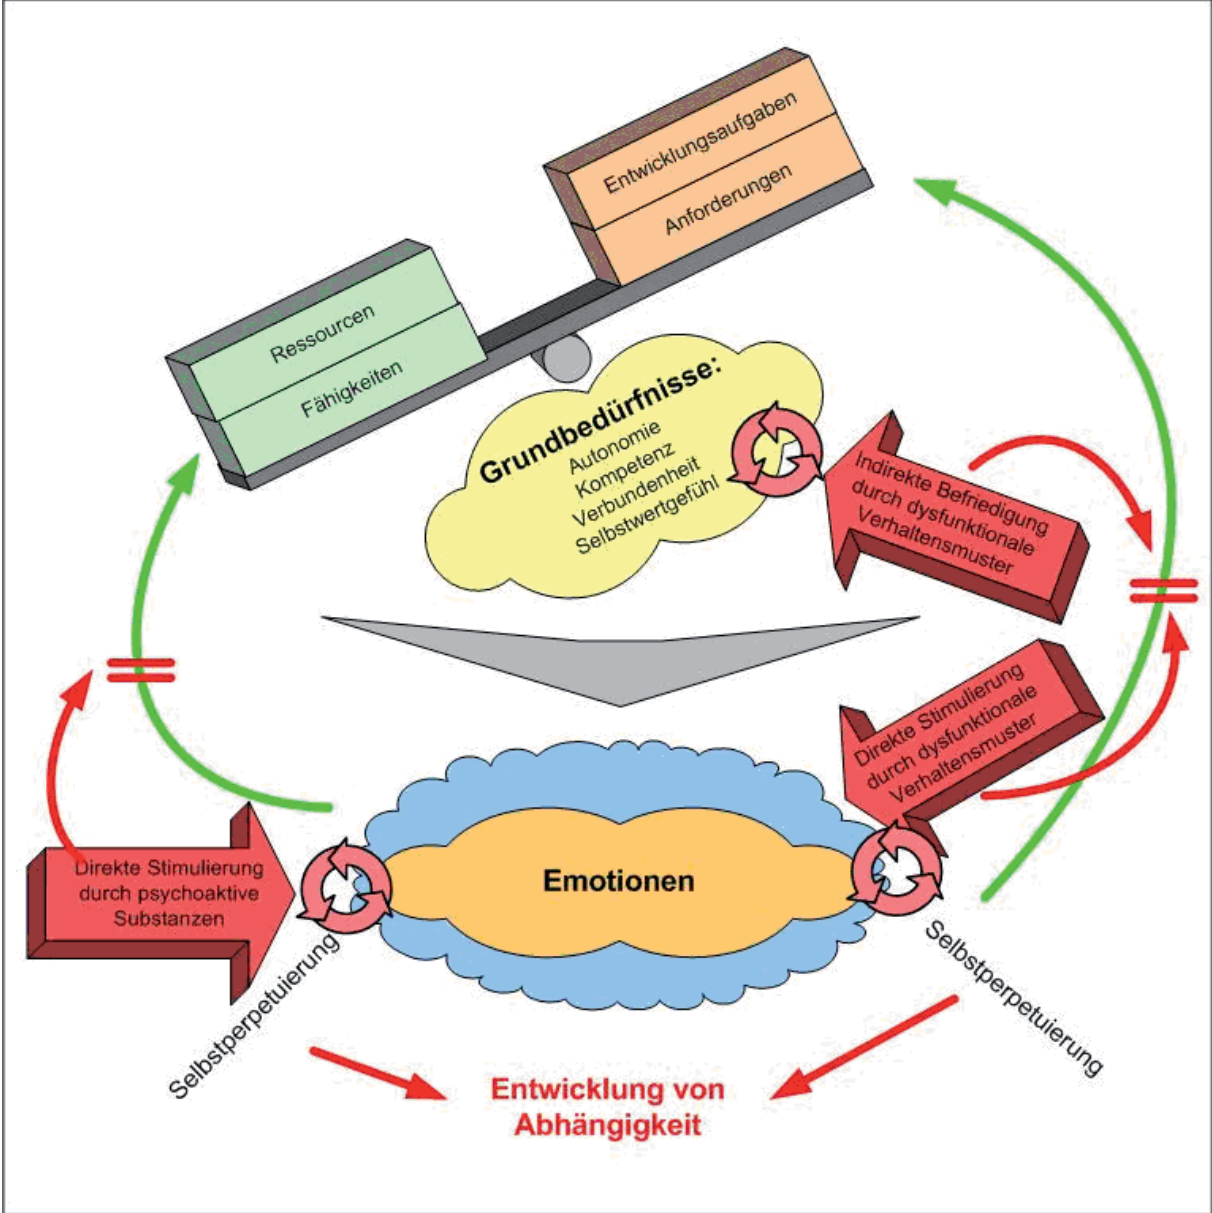 Entwicklungsaufgaben
Anforderungen
Ressourcen
Fähigkeiten
Grundbedürfnisse:
Autonomie
Kompetenz
Verbundenheit
Selbstwertgefühl
Indirekte Befriedigung
durch dysfunktionale
Verhaltensmuster
Direkte Stimulierung
durch dysfunktionale
Verhaltensmuster
Direkte Stimulierung
durch psychoaktive
Substanzen
Emotionen
Selbstperpetuierung
Selbstperpetuierung
Entwicklung von
Abhängigkeit